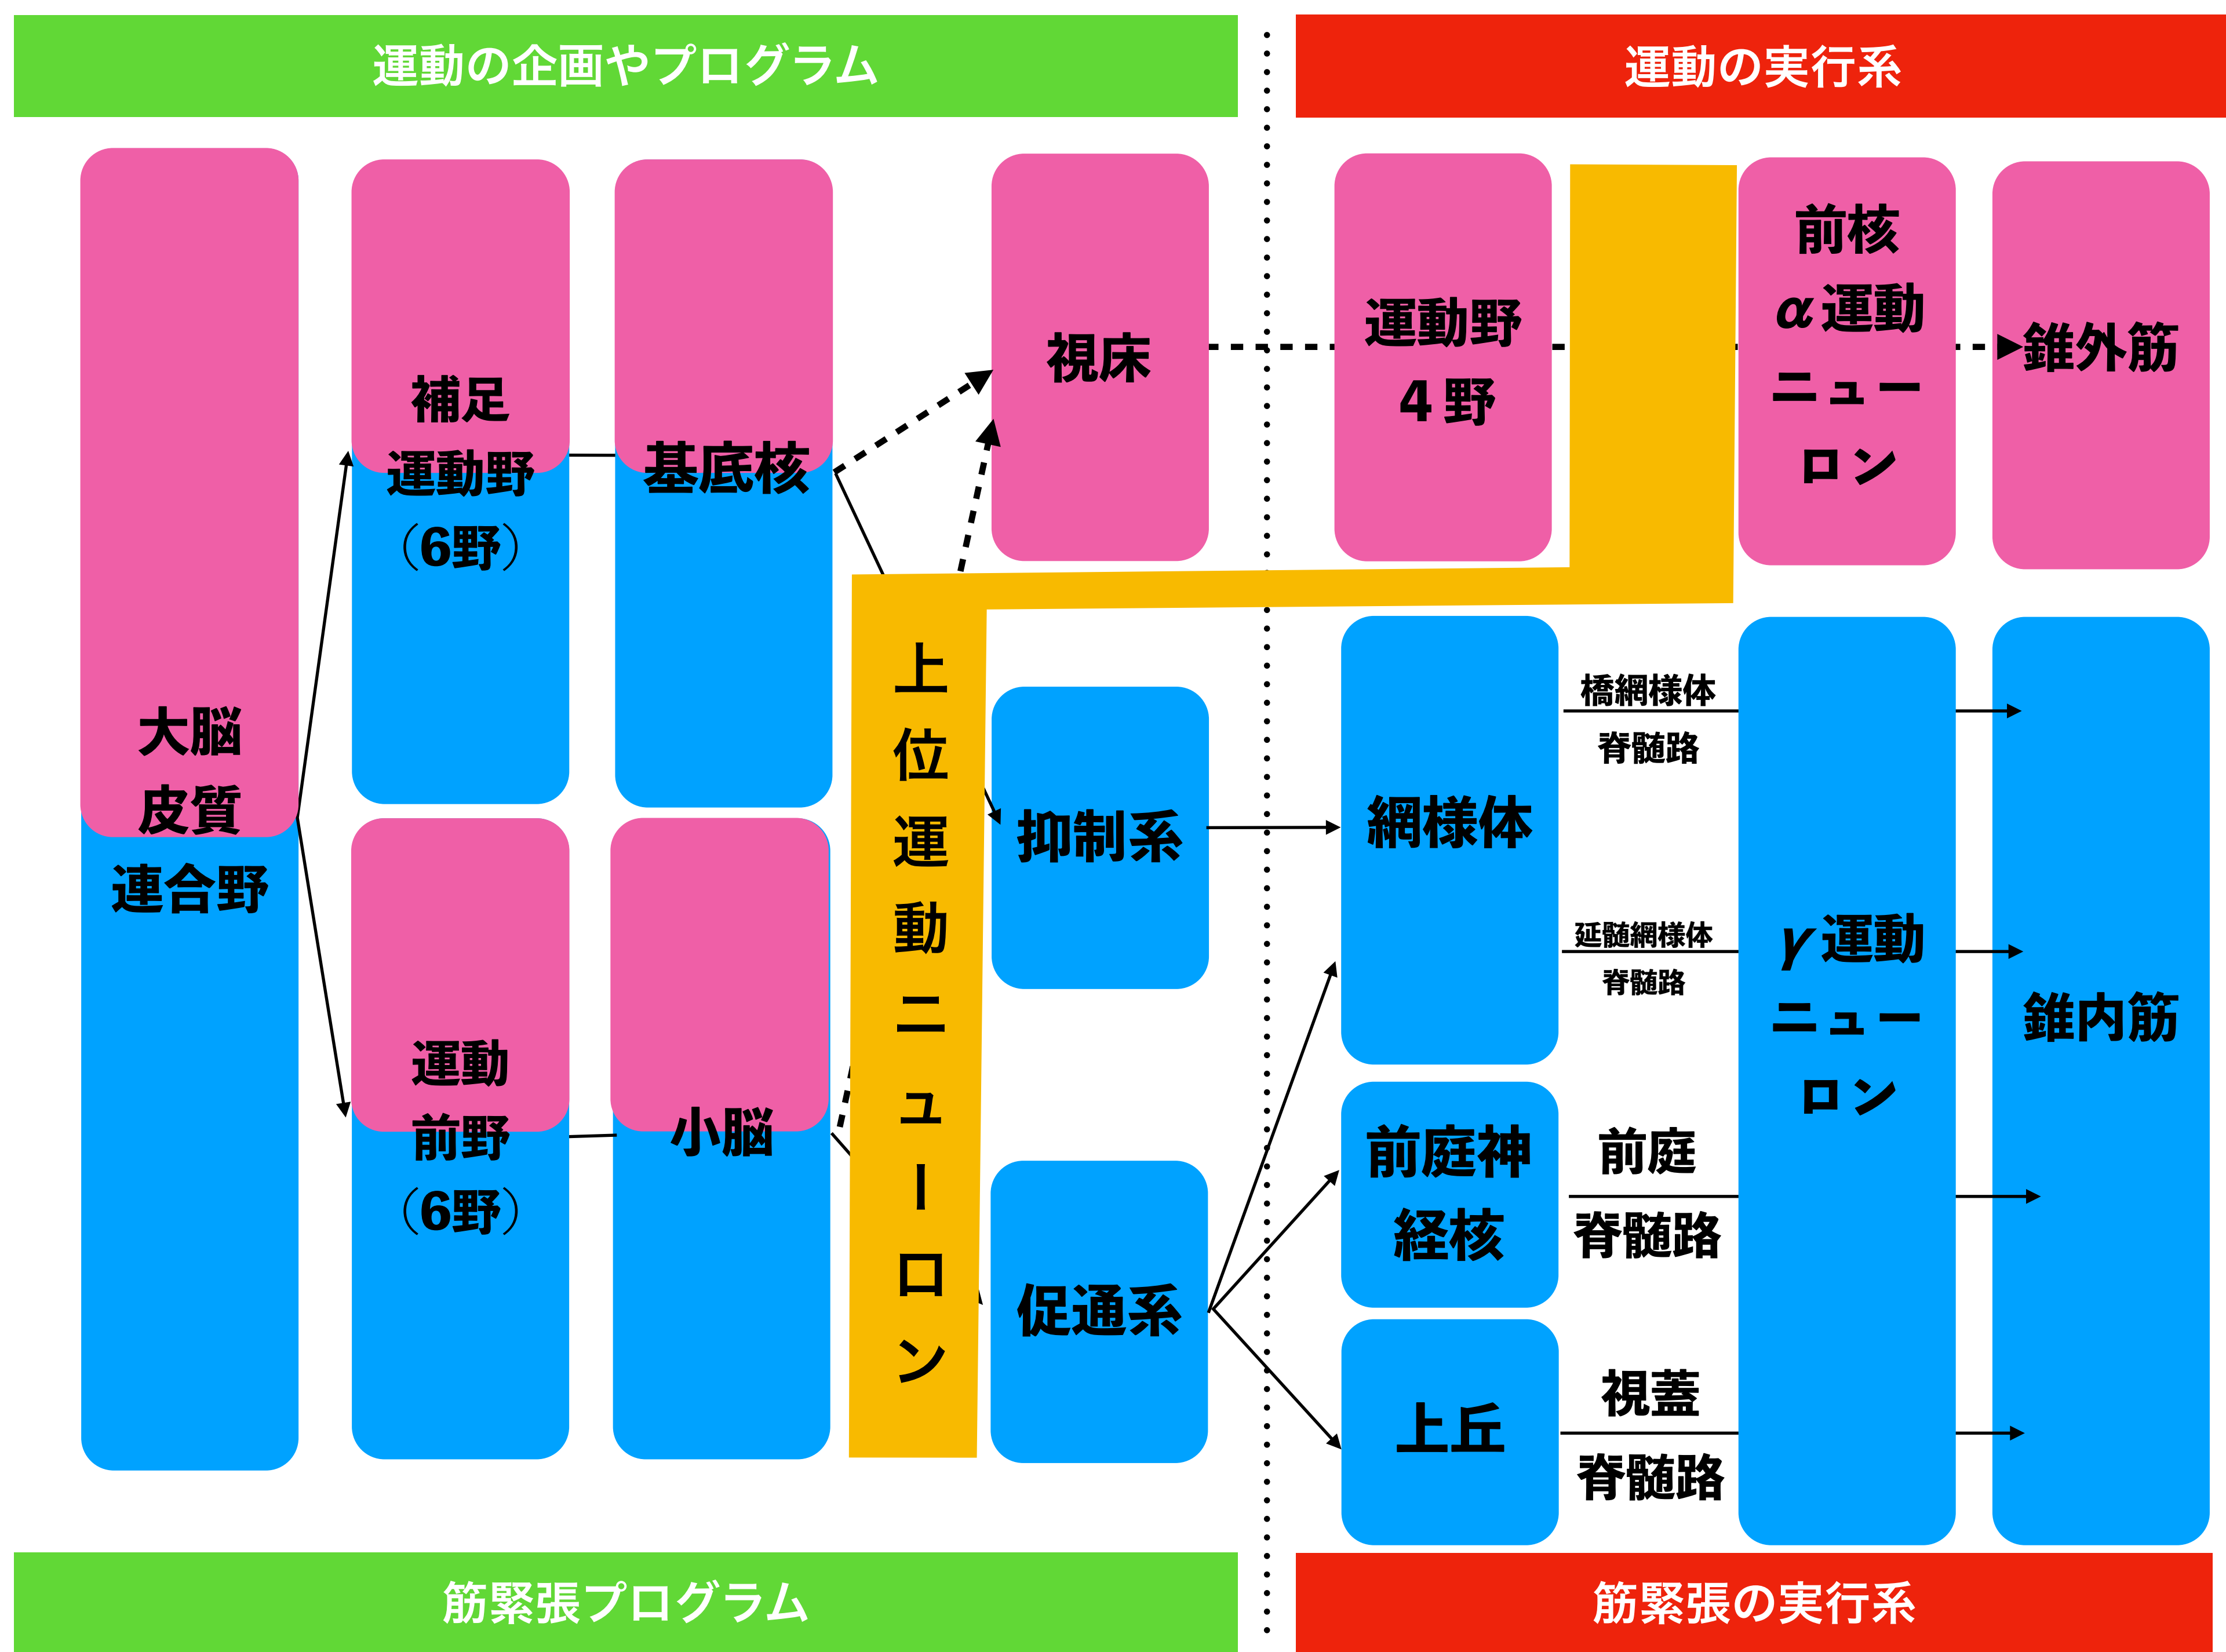 運動の企画やプログラム
運動の実行系
大脳
皮質
連合野
補足
運動野
（6野）
基底核
運動
前野
（6野）
小脳
上位運動ニューロン
視床
抑制系
促通系
運動野
４野
網様体
前庭神
経核
上丘
橋網様体
脊髄路
延髄網様体
脊髄路
前庭
脊髄路
視蓋
脊髄路
前核
α運動
ニュー
ロン
γ運動
ニュー
ロン
錐外筋
錐内筋
筋緊張プログラム
筋緊張の実行系